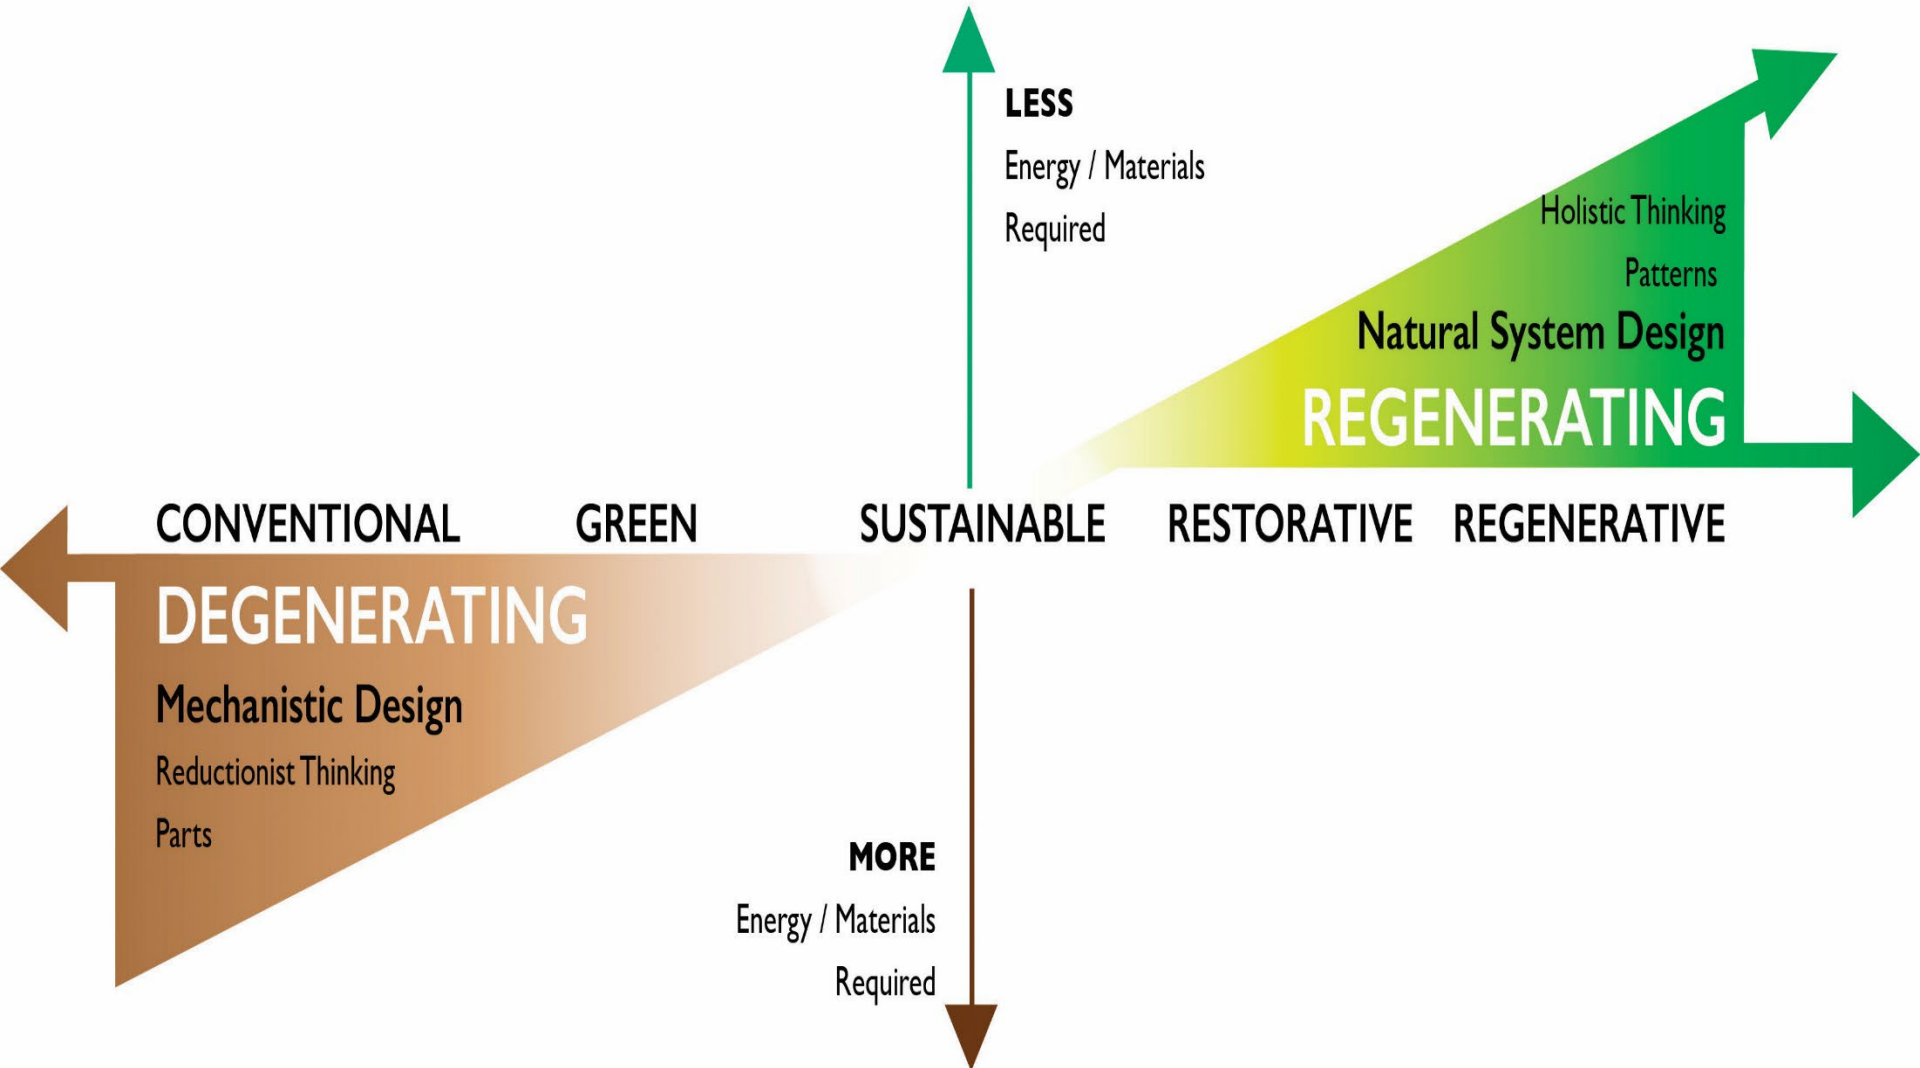 LESS
Energy / Materials
Required
Holistic Thinking
Patterns
Natural System Design
REGENERATING
CONVENTIONAL GREEN SUSTAINABLE RESTORATIVE REGENERATIVE
DEGENERATING
Mechanistic Design
Reductionist Thinking
Parts
MORE
Energy / Materials
Required